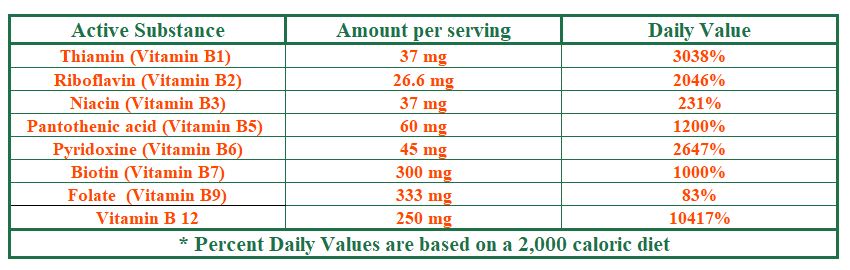 Active Substance Amount per serving Daily Value
Thiamin (Vitamin B1) 37 mg 3038%
Riboflavin (Vitamin B2) 26.6 mg 2046%
Niacin (Vitamin B3) 37 mg 231%
Pantothenic acid (Vitamin B5) 60 mg 1200%
Pyridoxine (Vitamin B6) 45 mg 2647%
Biotin (Vitamin B7) 300 mg 1000%
Folate (Vitamin B9) 333 mg 83%
Vitamin B 12 250 mg 10417%
* Percent Daily Values are based on a 2,000 caloric diet